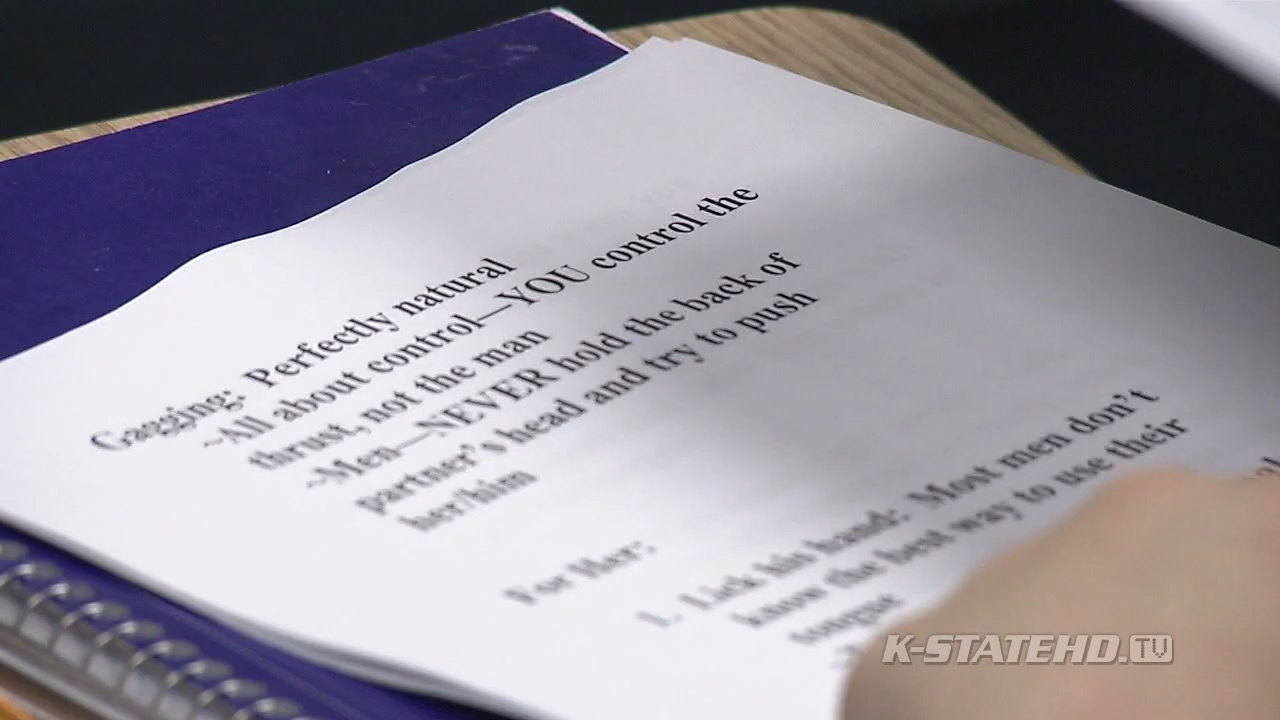 Gagging: Perfectly natural
~All about control—YOU control the
thrust, not the man
~Men—NEVER hold the back of
partner's head and try to push
her/him
For Her:
1. Lick his hand: Most men don't
know the best way to use their
tongue
K-STATEHD.TV